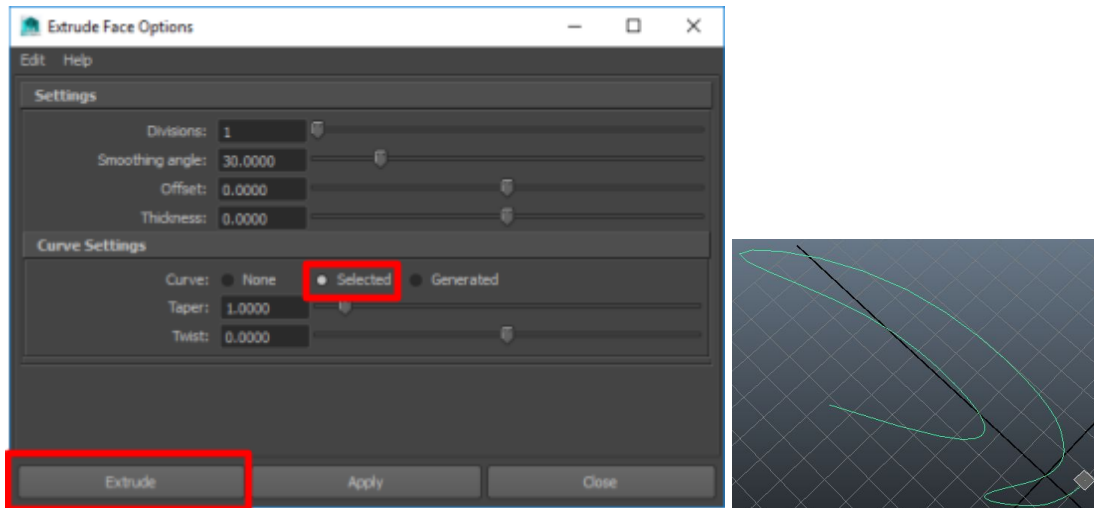 Extrude Face Options
Edit Help
Settings
Divisions: 1
Smoothing angle: 30.0000
Offset: 0.0000
Thickness: 0.0000
Curve Settings
Curve: None Selected Generated
Taper: 1.0000
Twist: 0.0000
Extrude Apply Close